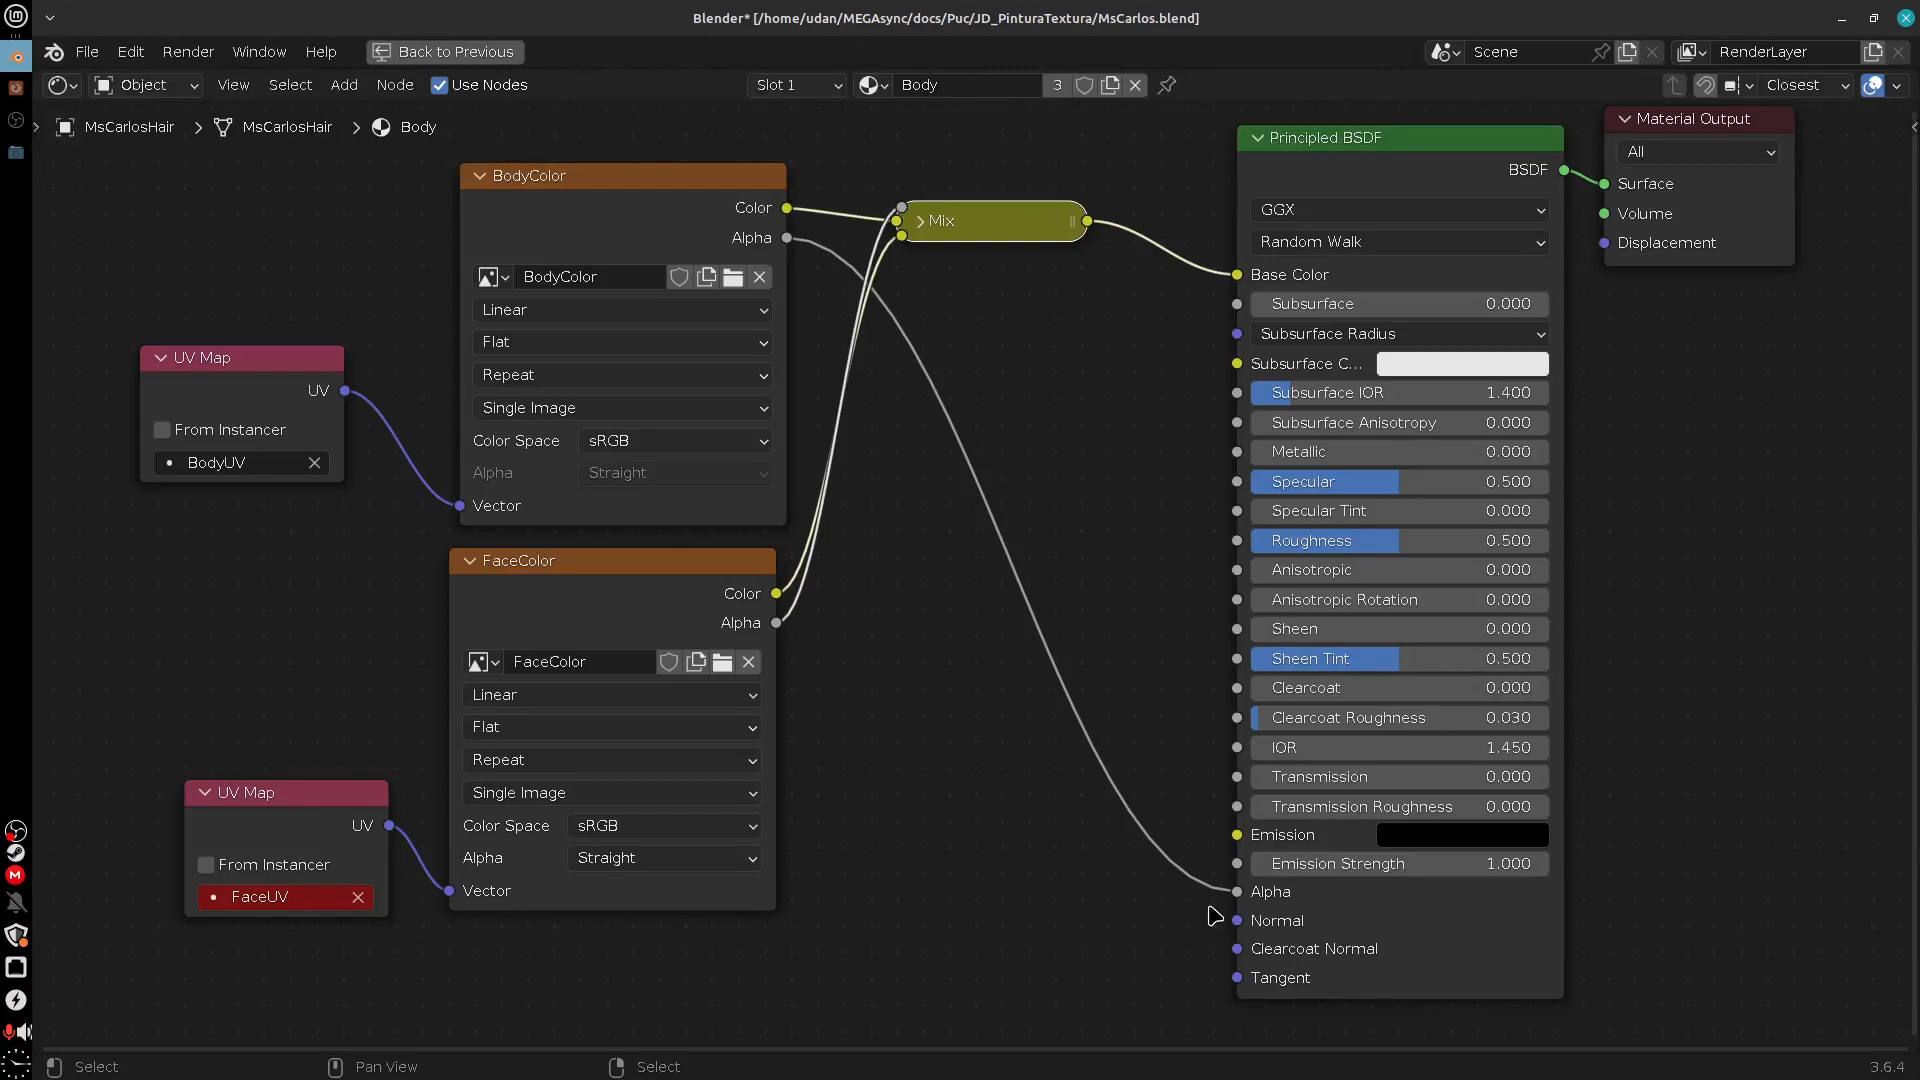 Blender* [/home/udan/MEGAsync/docs/Puc/JD_PinturaTextura/MsCarlos.blend]
File Edit Render Window Help Back to Previous Scene RenderLayer
Object View Select Add Node Use Nodes Slot 1 Body 3 Closest
MsCarlosHair MsCarlosHair Body
Material Output
All
Surface
Volume
Displacement
Principled BSDF
BSDF
GGX
Random Walk
Base Color
Subsurface 0.000
Subsurface Radius
Subsurface C...
Subsurface IOR 1.400
Subsurface Anisotropy 0.000
Metallic 0.000
Specular 0.500
Specular Tint 0.000
Roughness 0.500
Anisotropic 0.000
Anisotropic Rotation 0.000
Sheen 0.000
Sheen Tint 0.500
Clearcoat 0.000
Clearcoat Roughness 0.030
IOR 1.450
Transmission 0.000
Transmission Roughness 0.000
Emission
Emission Strength 1.000
Alpha
Normal
Clearcoat Normal
Tangent
BodyColor
Color
Alpha
BodyColor
Linear
Flat
Repeat
Single Image
Color Space sRGB
Alpha Straight
Vector
Mix
UV Map
UV
From Instancer
BodyUV
FaceColor
Color
Alpha
FaceColor
Linear
Flat
Repeat
Single Image
Color Space sRGB
Alpha Straight
Vector
UV Map
UV
From Instancer
FaceUV
Select Pan View Select 3.6.4